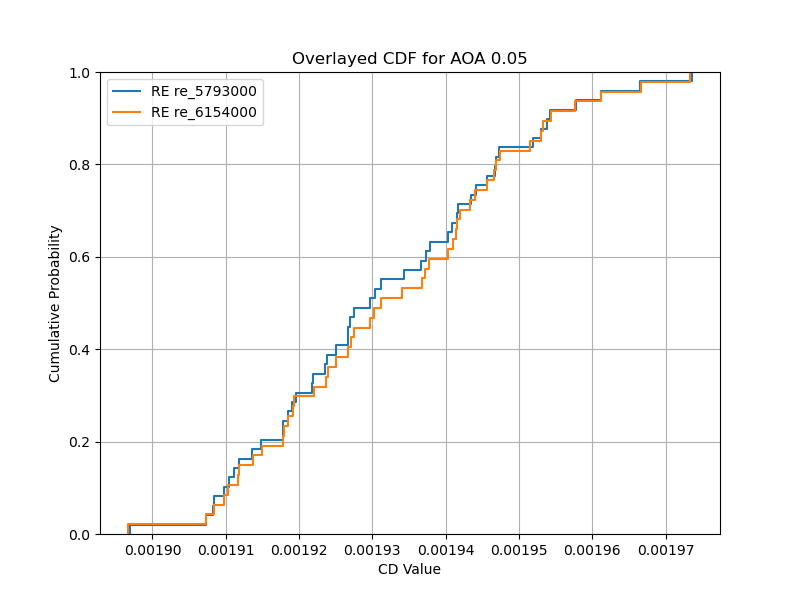 Overlayed CDF for AOA 0.05
RE re_5793000
RE re_6154000
Cumulative Probability
1.0
0.8
0.6
0.4
0.2
0.0
0.00190 0.00191 0.00192 0.00193 0.00194 0.00195 0.00196 0.00197
CD Value